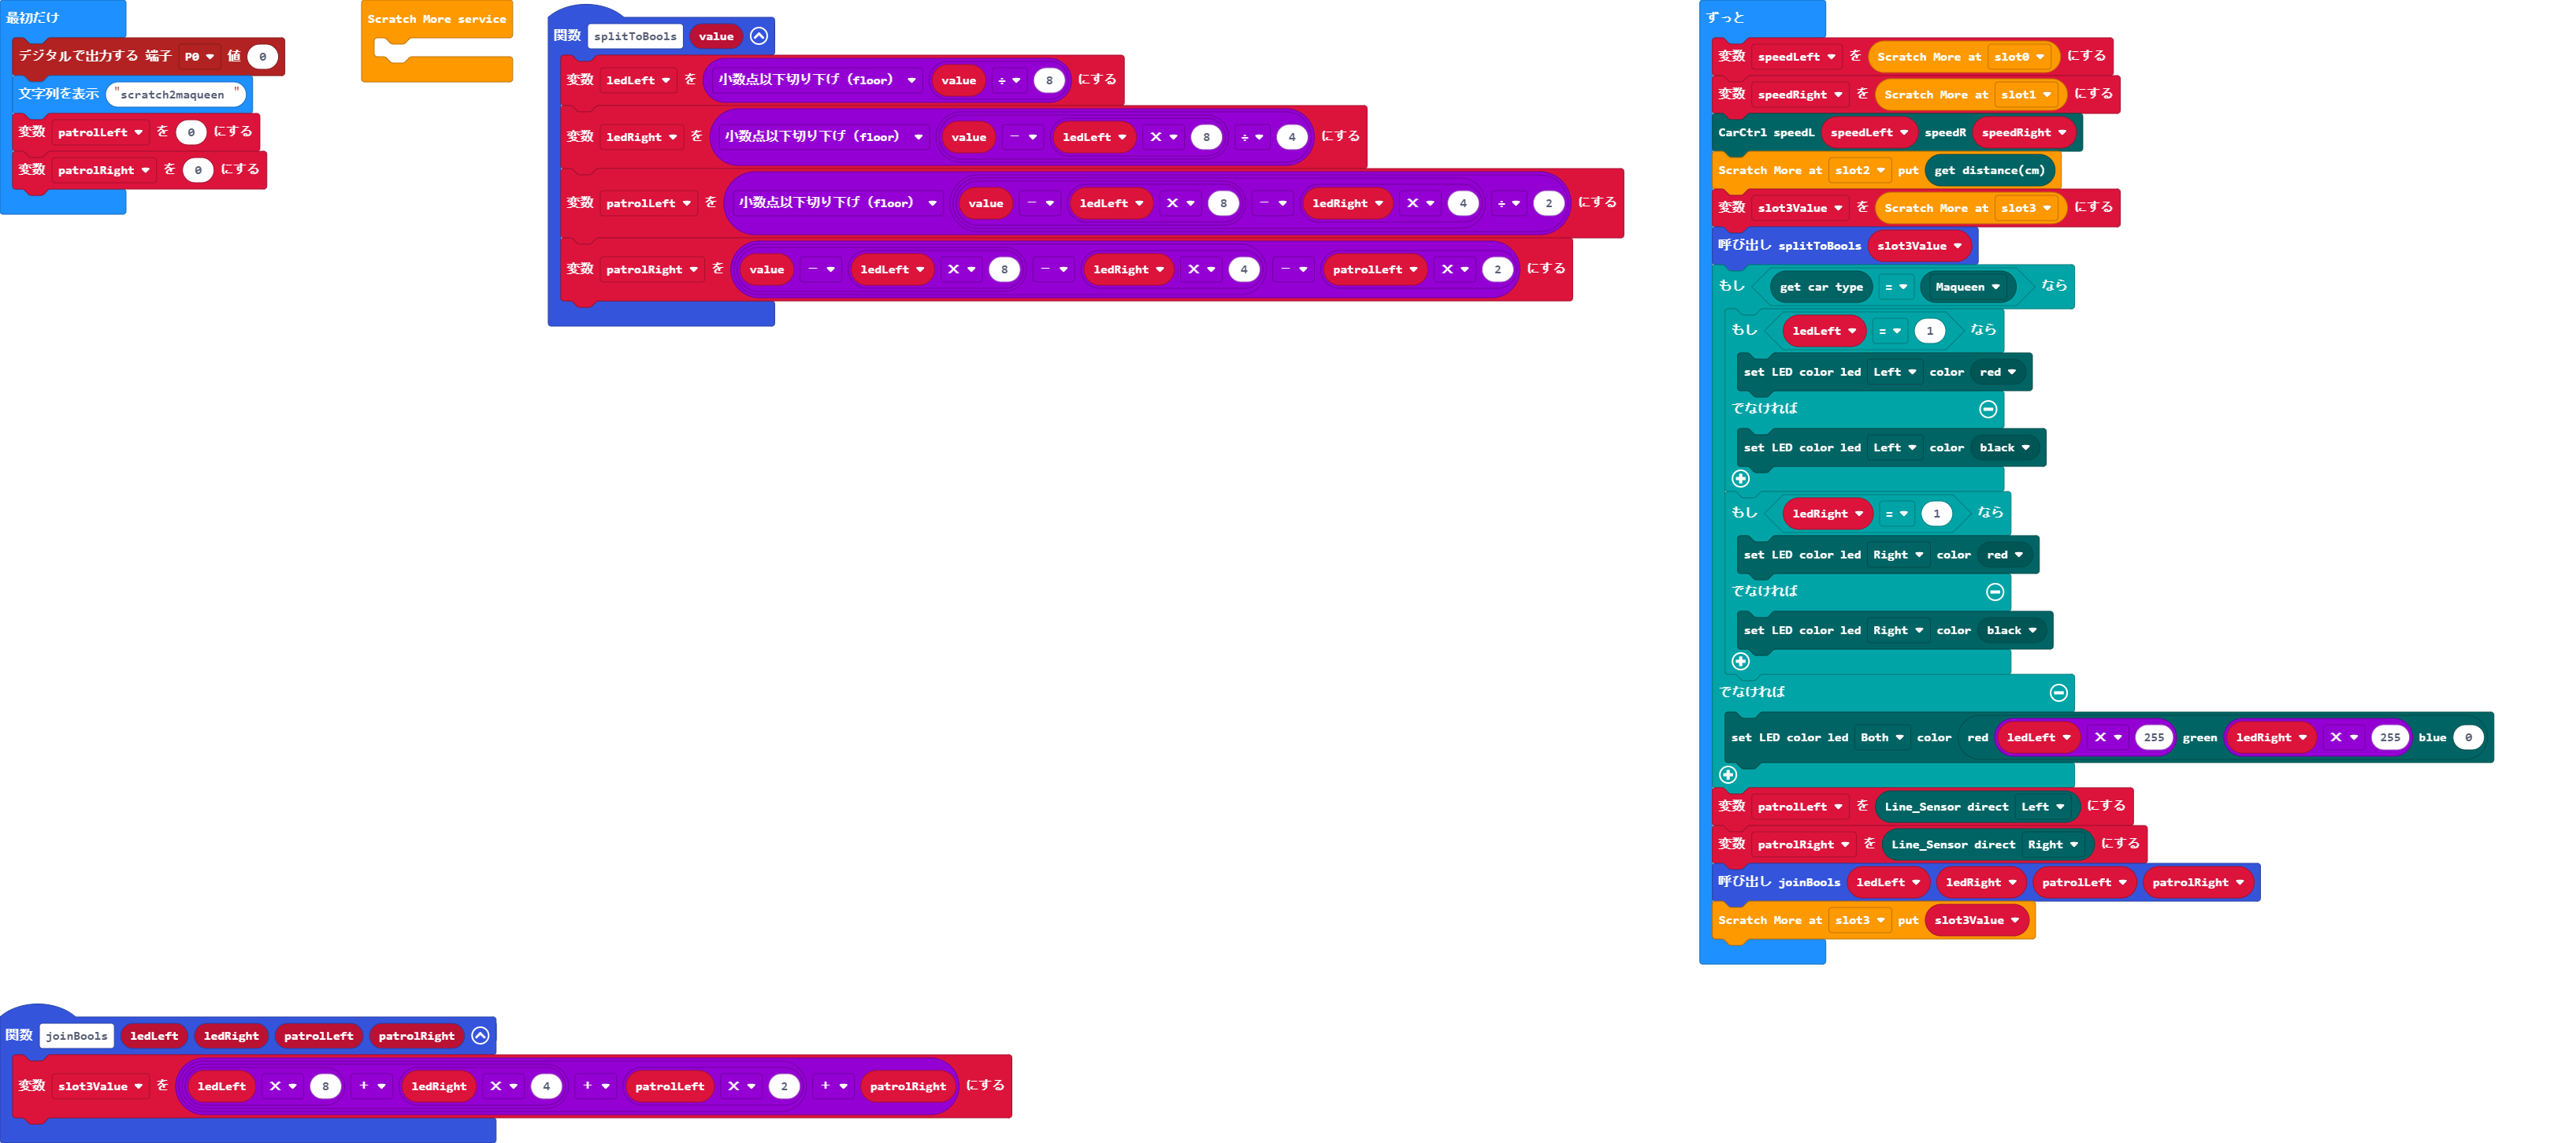 最初だけ
デジタルで出力する 端子 P0 値 0
文字列を表示 "scratch2maqueen "
変数 patrolLeft を 0 にする
変数 patrolRight を 0 にする
Scratch More service
関数 splitToBools value
変数 ledLeft を 小数点以下切り下げ（floor） value ÷ 8 にする
変数 ledRight を 小数点以下切り下げ（floor） value - ledLeft × 8 ÷ 4 にする
変数 patrolLeft を 小数点以下切り下げ（floor） value - ledLeft × 8 - ledRight × 4 ÷ 2 にする
変数 patrolRight を value - ledLeft × 8 - ledRight × 4 - patrolLeft × 2 にする
ずっと
変数 speedLeft を Scratch More at slot0 にする
変数 speedRight を Scratch More at slot1 にする
CarCtrl speedL speedLeft speedR speedRight
Scratch More at slot2 put get distance(cm)
変数 slot3Value を Scratch More at slot3 にする
呼び出し splitToBools slot3Value
もし get car type = Maqueen なら
もし ledLeft = 1 なら
set LED color led Left color red
でなければ
set LED color led Left color black
もし ledRight = 1 なら
set LED color led Right color red
でなければ
set LED color led Right color black
でなければ
set LED color led Both color red ledLeft × 255 green ledRight × 255 blue 0
変数 patrolLeft を Line_Sensor direct Left にする
変数 patrolRight を Line_Sensor direct Right にする
呼び出し joinBools ledLeft ledRight patrolLeft patrolRight
Scratch More at slot3 put slot3Value
関数 joinBools ledLeft ledRight patrolLeft patrolRight
変数 slot3Value を ledLeft × 8 + ledRight × 4 + patrolLeft × 2 + patrolRight にする